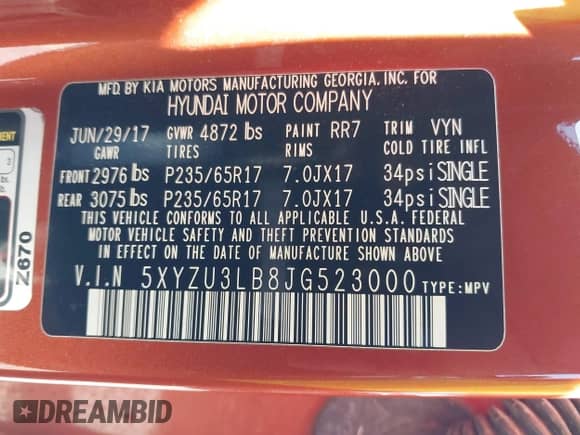 MFD. BY KIA MOTORS MANUFACTURING GEORGIA, INC. FOR
HYUNDAI MOTOR COMPANY
JUN/29/17 GVWR 4872 lbs PAINT RR7 TRIM VYN
GAWR TIRES RIMS COLD TIRE INFL
FRONT 2976 lbs P235/65R17 7.0JX17 34psi SINGLE
REAR 3075 lbs P235/65R17 7.0JX17 34psi SINGLE
THIS VEHICLE CONFORMS TO ALL APPLICABLE U.S.A. FEDERAL
MOTOR VEHICLE SAFETY AND THEFT PREVENTION STANDARDS
IN EFFECT ON THE DATE OF MANUFACTURE SHOWN ABOVE.
V.I.N 5XYZU3LB8JG523000 TYPE:MPV
Z670
DREAMBID